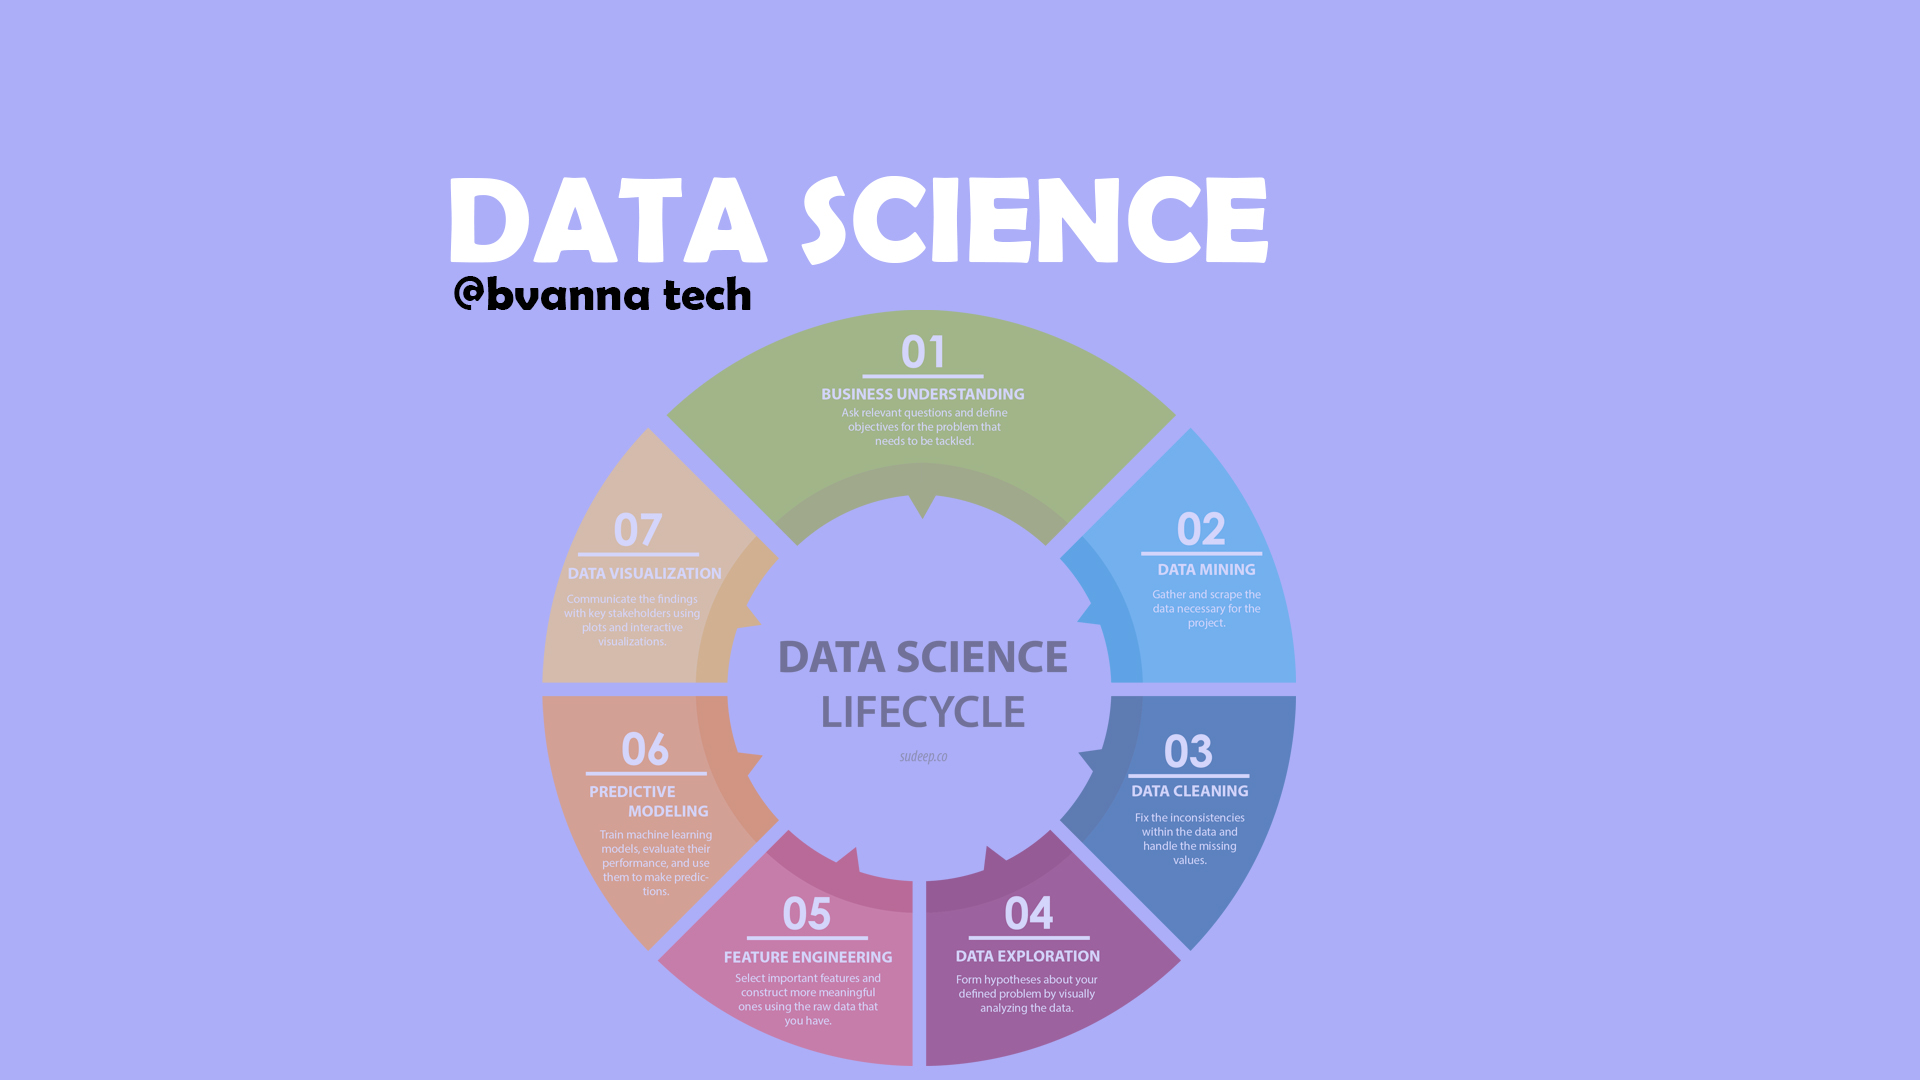 DATA SCIENCE
@bvanna tech
01
BUSINESS UNDERSTANDING
Ask relevant questions and define
objectives for the problem that
needs to be tackled.
02
DATA MINING
Gather and scrape the
data necessary for the
project.
03
DATA CLEANING
Fix the inconsistencies
within the data and
handle the missing
values.
04
DATA EXPLORATION
Form hypotheses about your
defined problem by visually
analyzing the data.
05
FEATURE ENGINEERING
Select important features and
construct more meaningful
ones using the raw data that
you have.
06
PREDICTIVE
MODELING
Train machine learning
models, evaluate their
performance, and use
them to make predic-
tions.
07
DATA VISUALIZATION
Communicate the findings
with key stakeholders using
plots and interactive
visualizations.
DATA SCIENCE
LIFECYCLE
sudeep.co